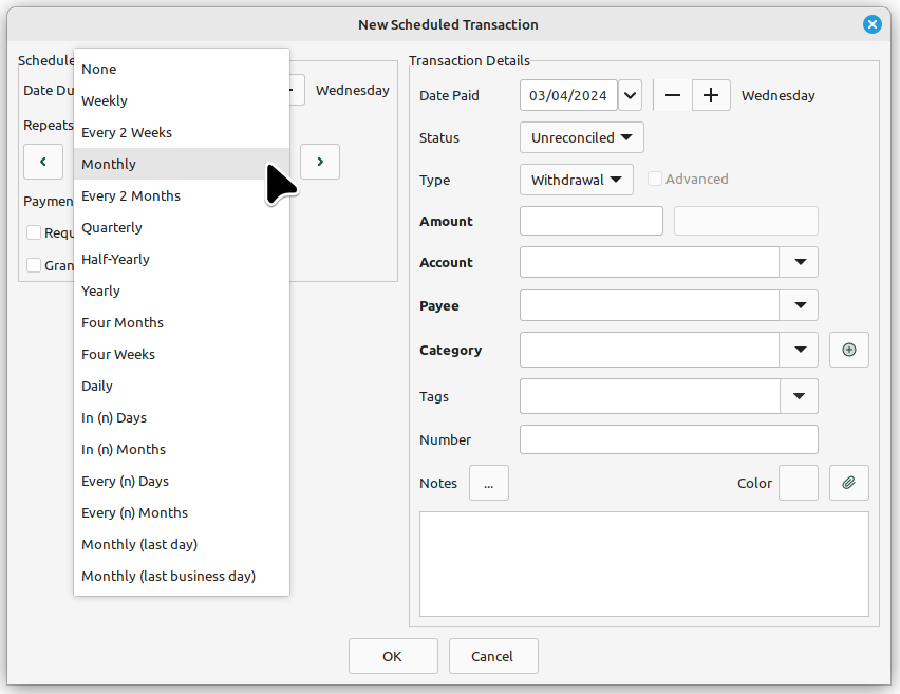 New Scheduled Transaction
Schedule
Date Du
Wednesday
Repeats
Paymen
Requ
Gran
None
Weekly
Every 2 Weeks
Monthly
Every 2 Months
Quarterly
Half-Yearly
Yearly
Four Months
Four Weeks
Daily
In (n) Days
In (n) Months
Every (n) Days
Every (n) Months
Monthly (last day)
Monthly (last business day)
Transaction Details
Date Paid 03/04/2024 Wednesday
Status Unreconciled
Type Withdrawal Advanced
Amount
Account
Payee
Category
Tags
Number
Notes ... Color
OK Cancel